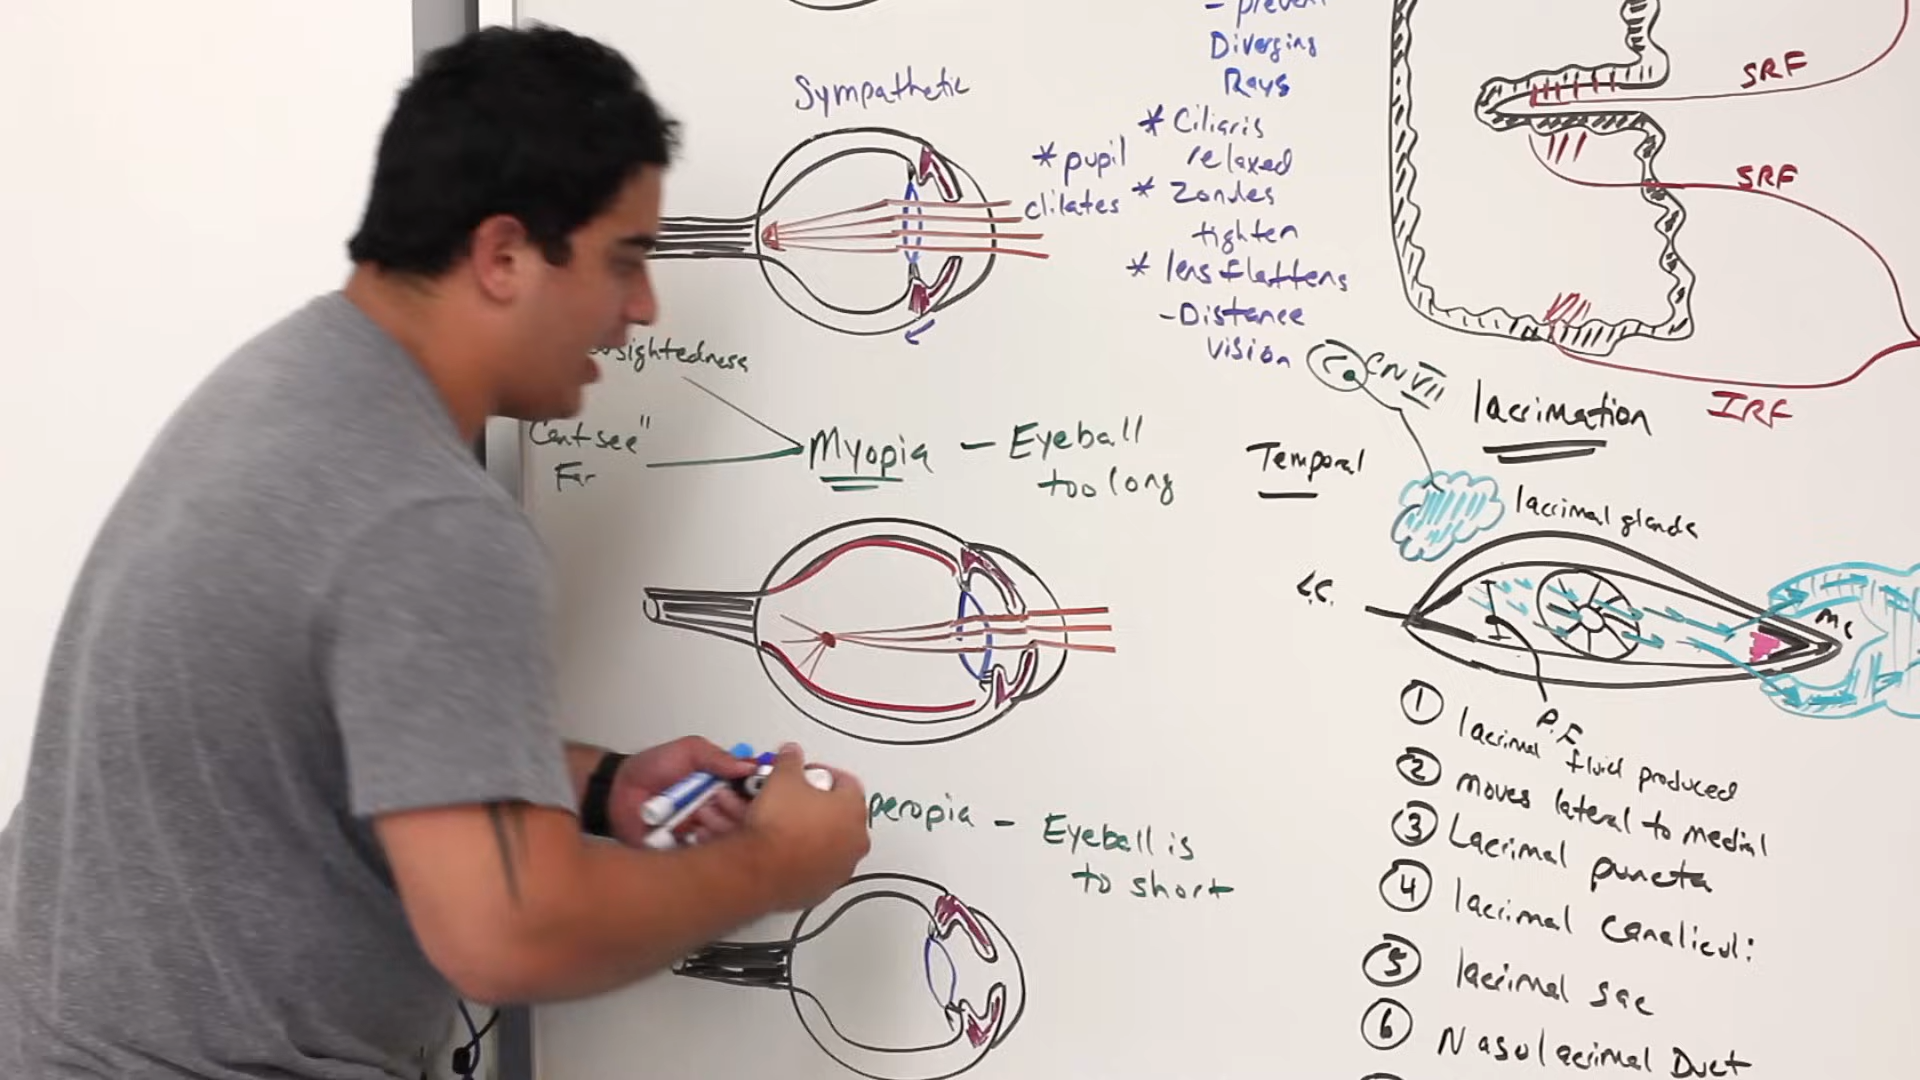 - prevent
Diverging
Rays
Sympathetic
* pupil
dilates
* Ciliaris
relaxed
* Zonules
tighten
* lens flattens
- Distance
vision
sightedness
"Cant see"
Far
Myopia - Eyeball
too long
peropia - Eyeball is
to short
SRF
SRF
IRF
CN VII
lacrimation
Temporal
lacrimal glands
L.C.
M C
P.F
1 lacrimal fluid produced
2 moves lateral to medial
3 Lacrimal puncta
4 lacrimal canaliculi
5 lacrimal sac
6 Nasolacrimal Duct